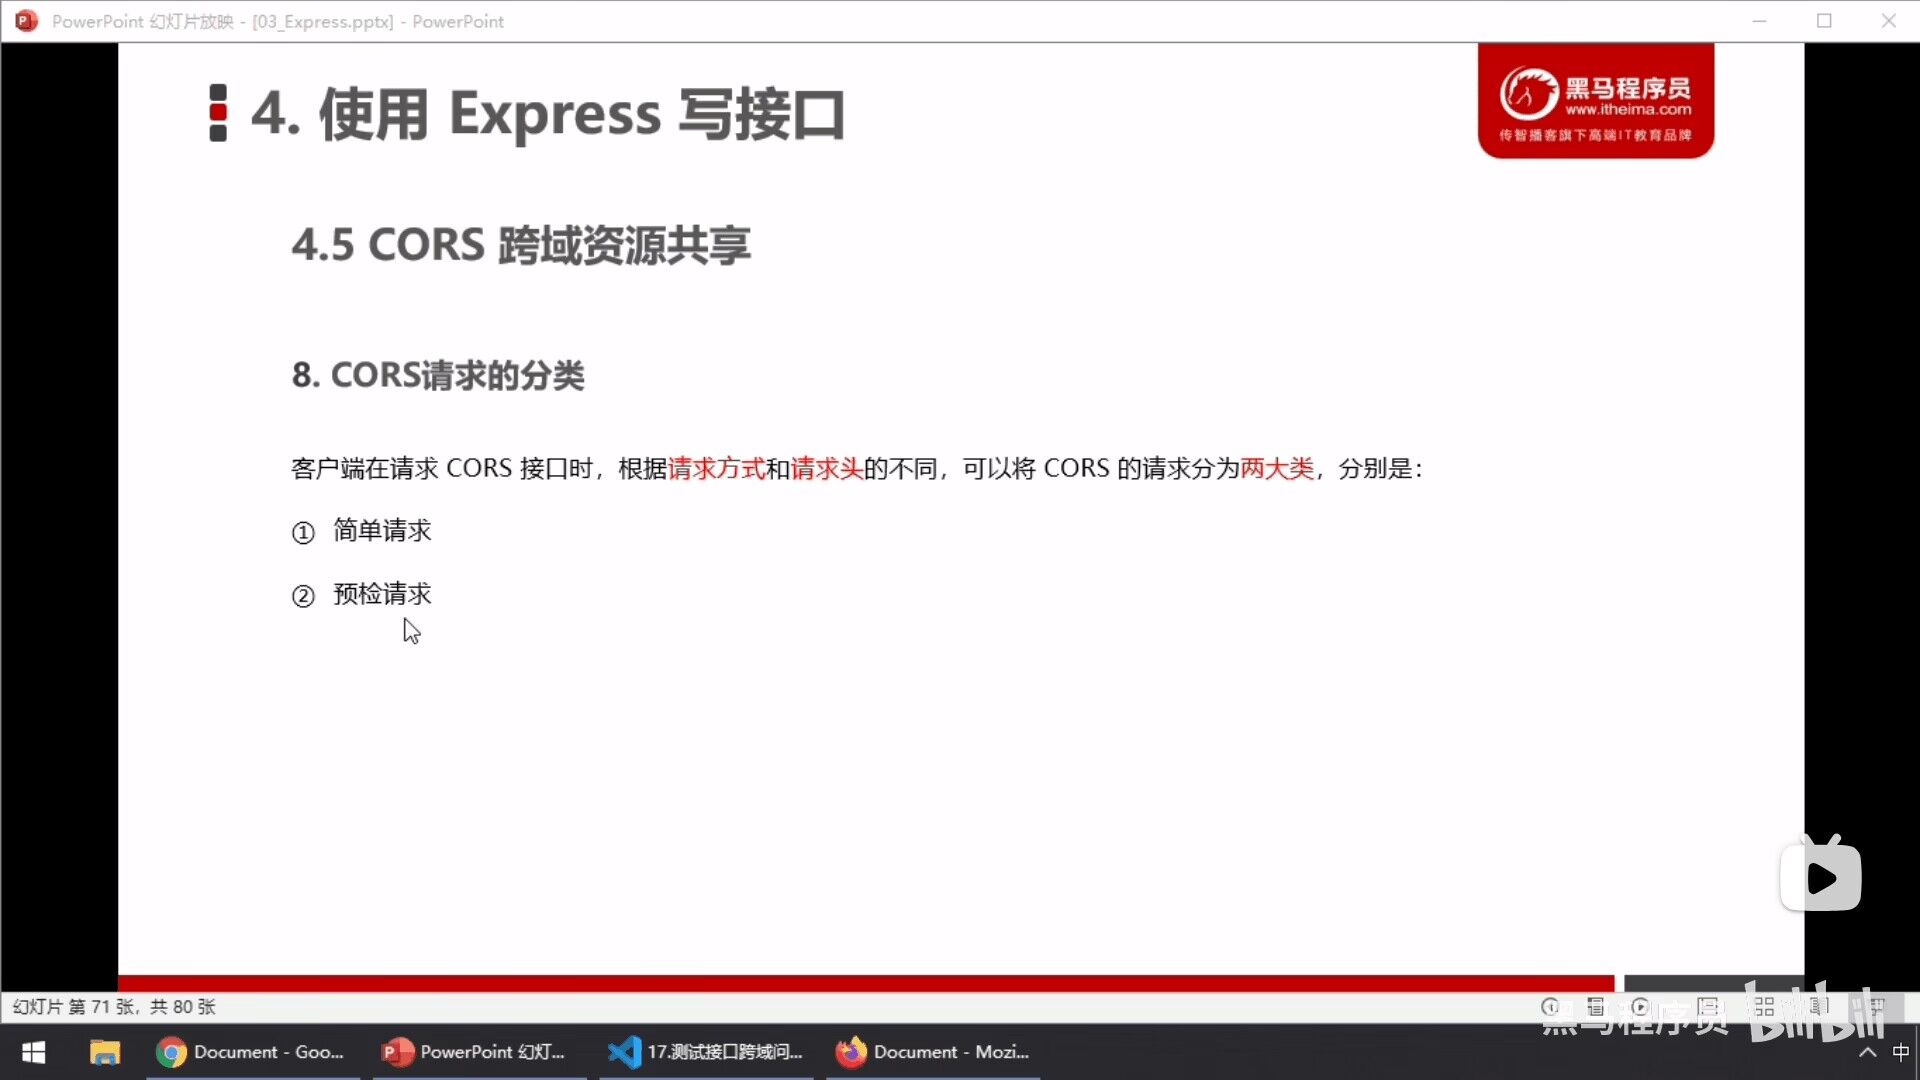 PowerPoint 幻灯片放映 - [03_Express.pptx] - PowerPoint
4. 使用 Express 写接口
黑马程序员
www.itheima.com
传智播客旗下高端IT教育品牌
4.5 CORS 跨域资源共享
8. CORS请求的分类
客户端在请求 CORS 接口时，根据请求方式和请求头的不同，可以将 CORS 的请求分为两大类，分别是：
① 简单请求
② 预检请求
幻灯片 第 71 张，共 80 张
黑马程序员 bilibili
Document - Goo...
PowerPoint 幻灯...
17.测试接口跨域问...
Document - Mozi...
中